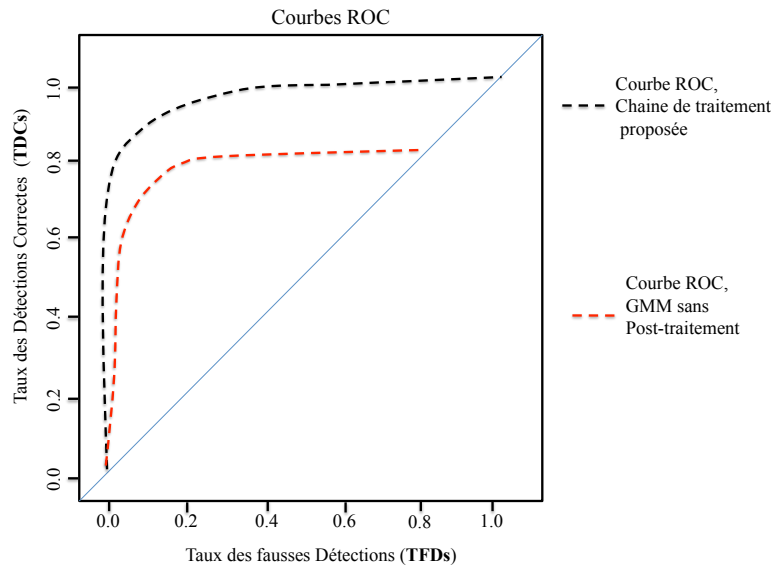 Courbes ROC
Taux des Détections Correctes (TDCs)
1.0
0.8
0.6
0.4
0.2
0.0
0.0 0.2 0.4 0.6 0.8 1.0
Taux des fausses Détections (TFDs)
Courbe ROC,
Chaine de traitement
proposée
Courbe ROC,
GMM sans
Post-traitement